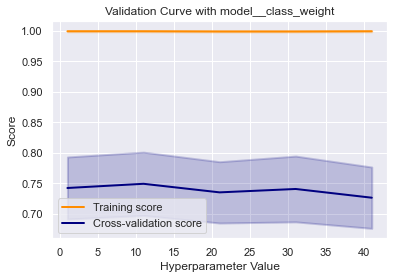 Validation Curve with model__class_weight
1.00
0.95
0.90
0.85
0.80
0.75
0.70
Score
Training score
Cross-validation score
0 5 10 15 20 25 30 35 40
Hyperparameter Value